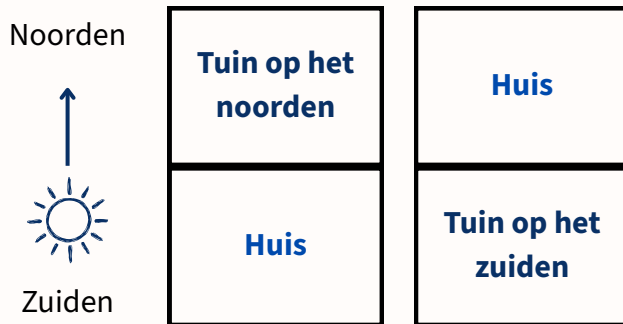 Noorden
Zuiden
Tuin op het
noorden
Huis
Huis
Tuin op het
zuiden